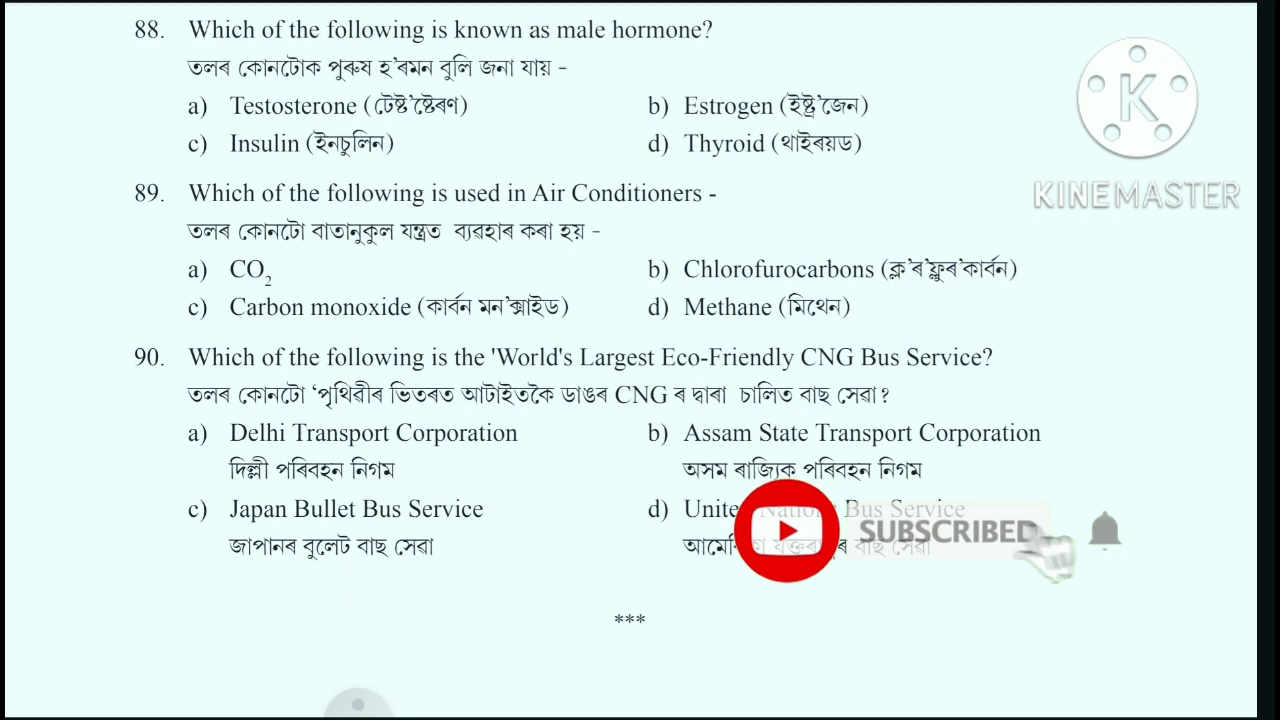 88. Which of the following is known as male hormone?
তলৰ কোনটোক পুৰুষ হ'ৰমন বুলি জনা যায় -
a) Testosterone (টেষ্ট'ষ্টেৰণ) b) Estrogen (ইষ্ট্ৰ'জেন)
c) Insulin (ইনচুলিন) d) Thyroid (থাইৰয়ড)
K
KINEMASTER
89. Which of the following is used in Air Conditioners -
তলৰ কোনটো বাতানুকুল যন্ত্ৰত ব্যৱহাৰ কৰা হয় -
a) CO₂ b) Chlorofurocarbons (ক্ল'ৰ'ফ্লুৰ'কাৰ্বন)
c) Carbon monoxide (কাৰ্বন মন'ক্সাইড) d) Methane (মিথেন)
90. Which of the following is the 'World's Largest Eco-Friendly CNG Bus Service?
তলৰ কোনটো 'পৃথিৱীৰ ভিতৰত আটাইতকৈ ডাঙৰ CNG ৰ দ্বাৰা চালিত বাছ সেৱা?
a) Delhi Transport Corporation b) Assam State Transport Corporation
দিল্লী পৰিবহন নিগম অসম ৰাজ্যিক পৰিবহন নিগম
c) Japan Bullet Bus Service d) United Nations Bus Service
জাপানৰ বুলেট বাছ সেৱা বাছ সেৱা
SUBSCRIBED
***